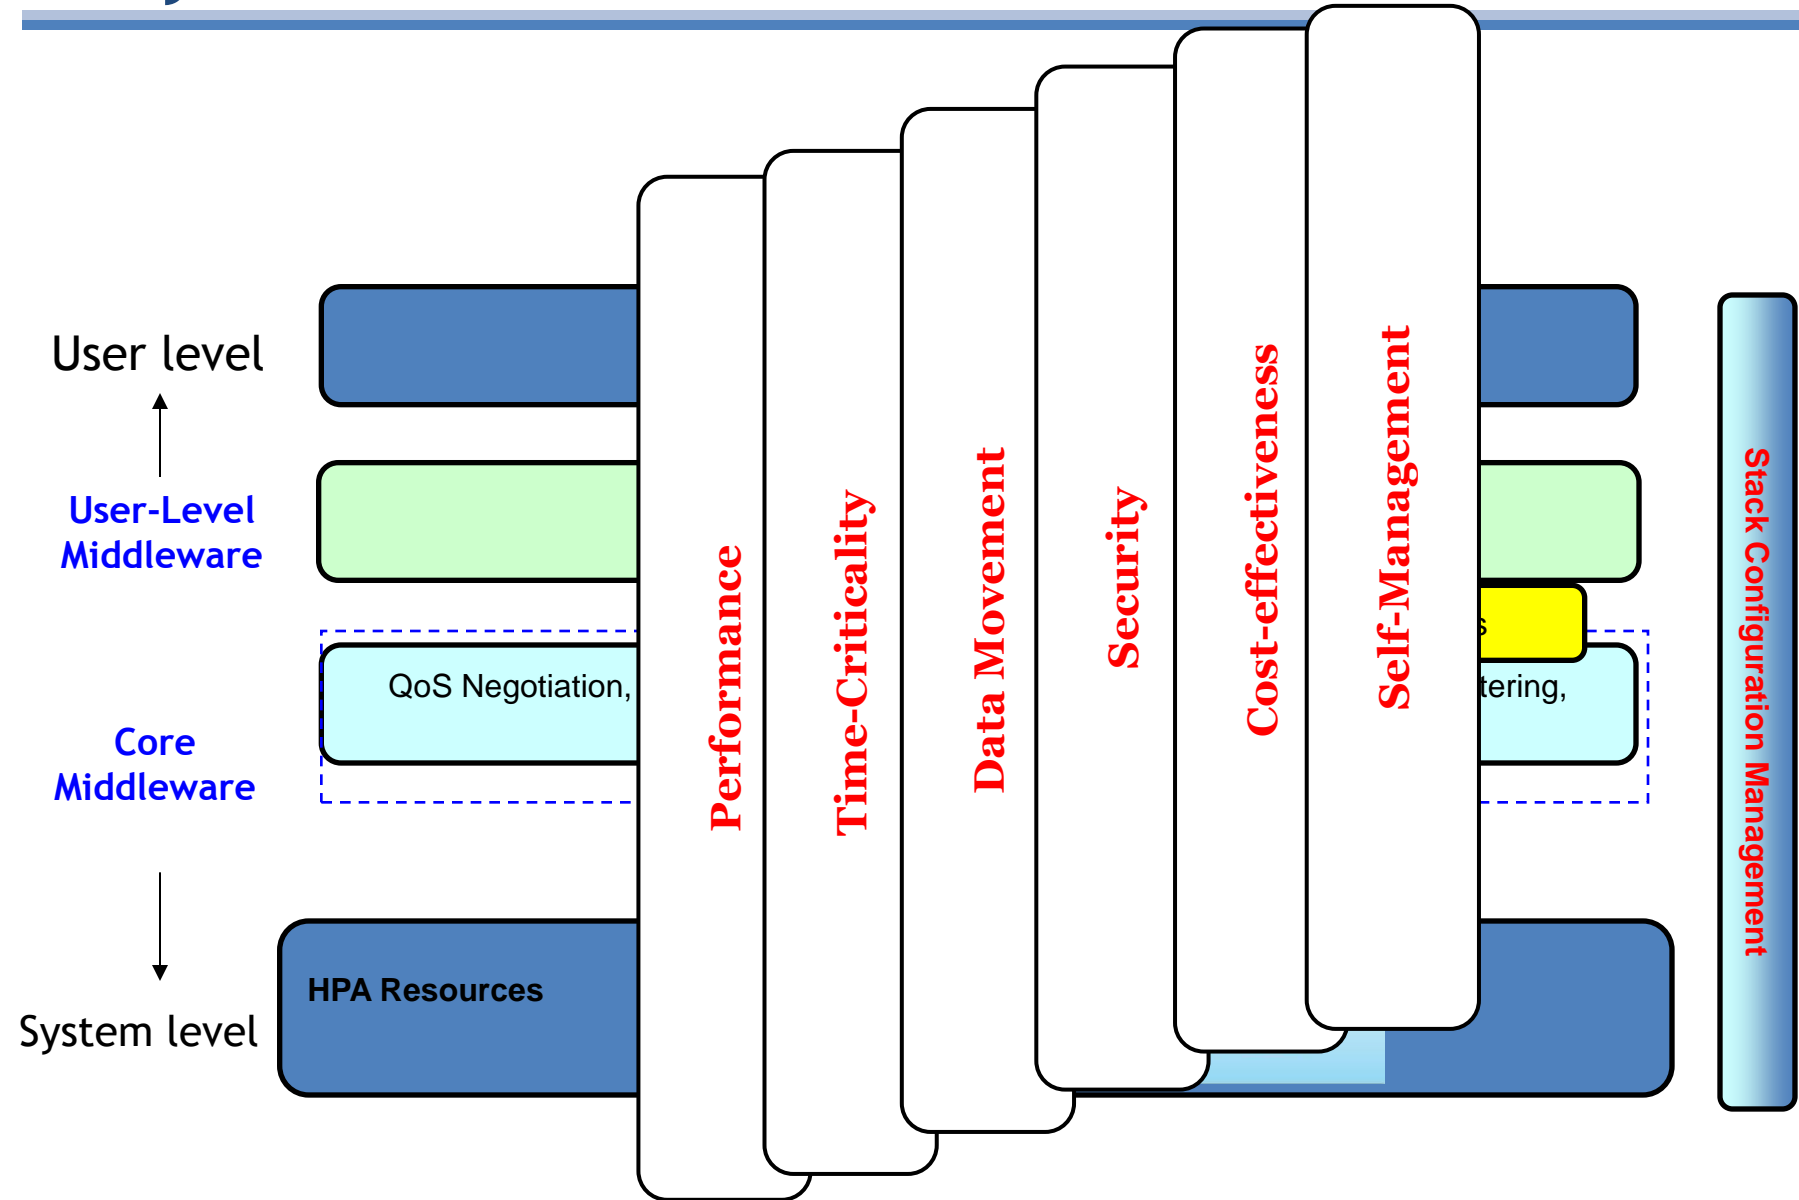 User level
User-Level
Middleware
QoS Negotiation,
tering,
Core
Middleware
HPA Resources
System level
Performance
Time-Criticality
Data Movement
Security
Cost-effectiveness
Self-Management
Stack Configuration Management